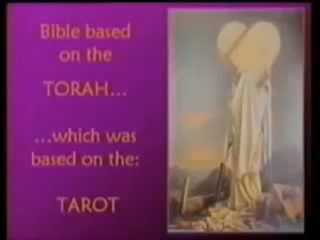 Bible based
on the
TORAH...
...which was
based on the:
TAROT